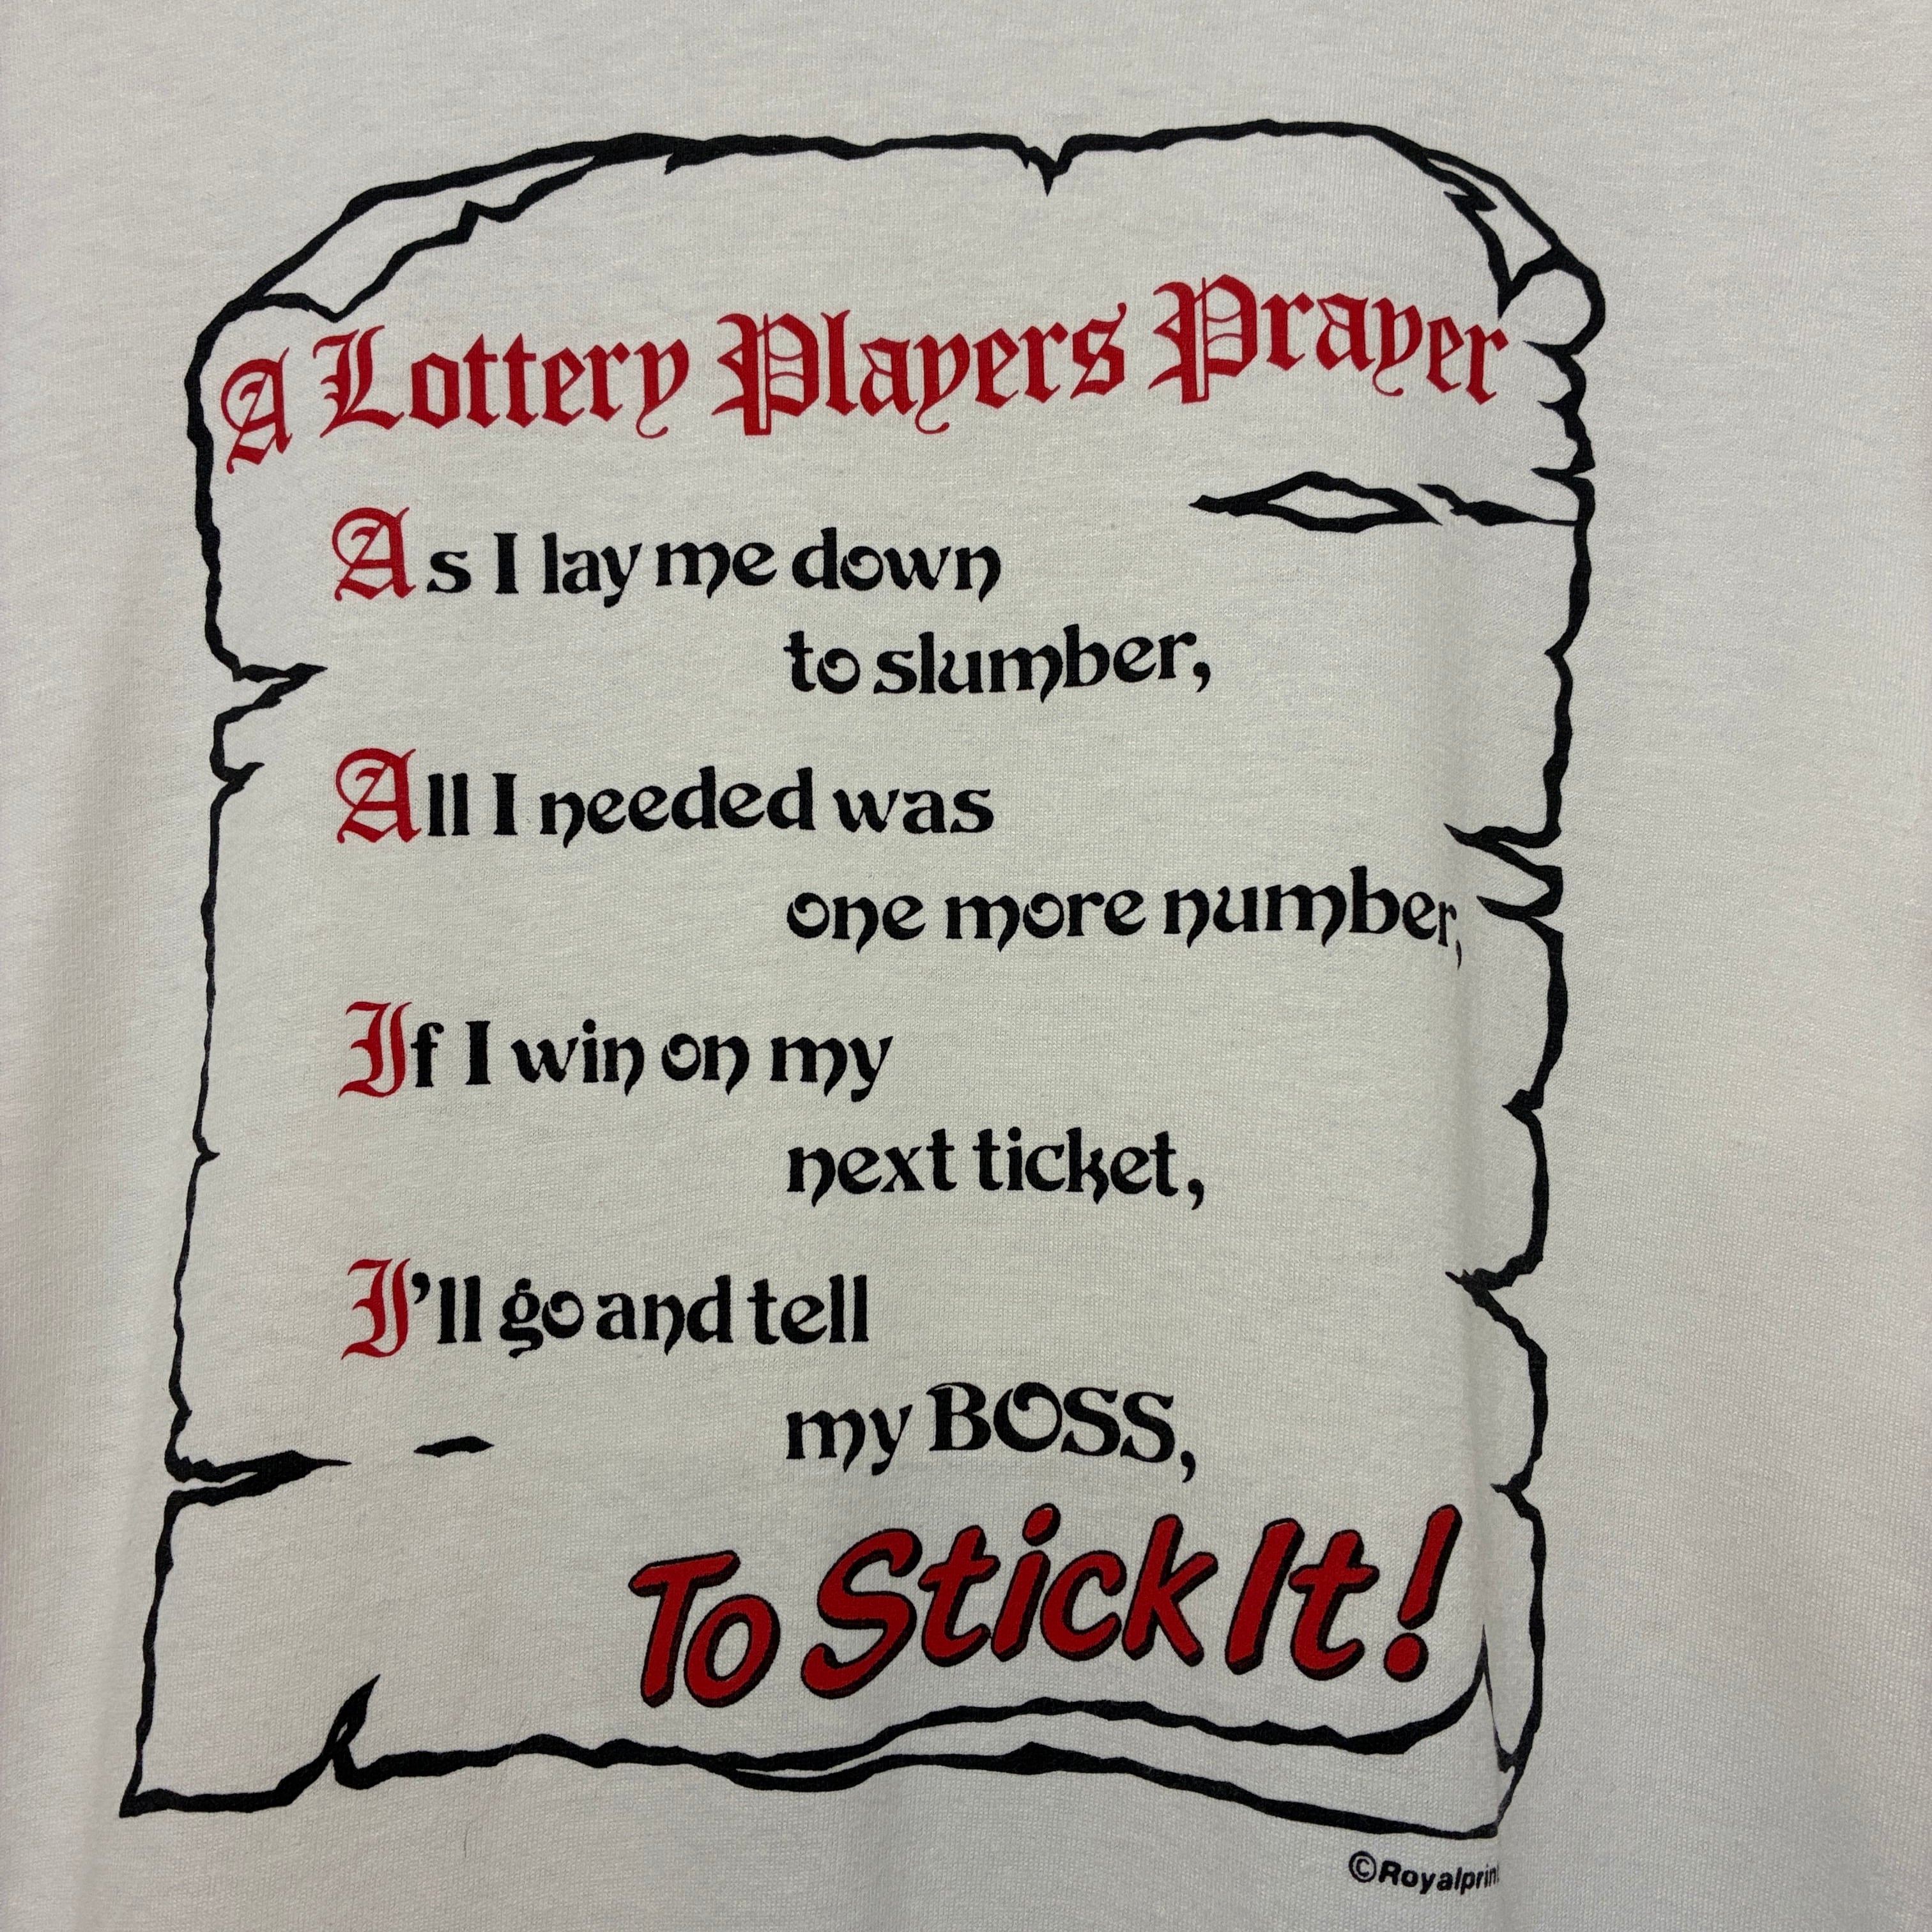 A Lottery Players Prayer
As I lay me down
to slumber,
All I needed was
one more number,
If I win on my
next ticket,
I'll go and tell
my BOSS,
To Stick It!
©Royalprint